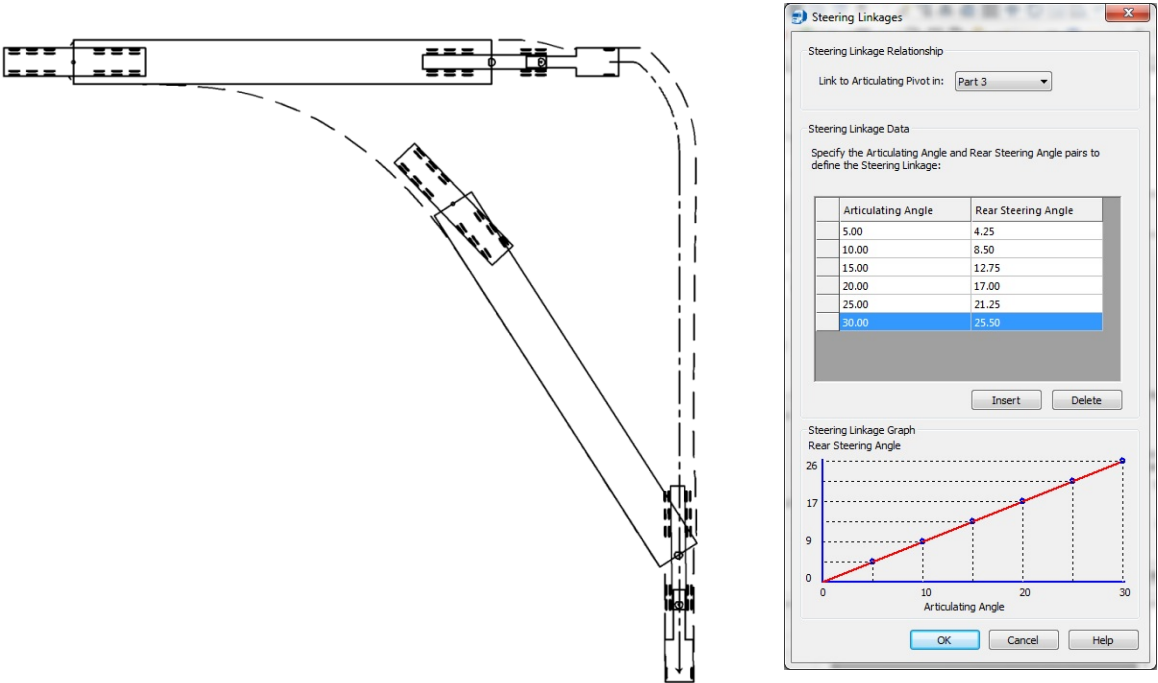 Steering Linkages
Steering Linkage Relationship
Link to Articulating Pivot in: Part 3
Steering Linkage Data
Specify the Articulating Angle and Rear Steering Angle pairs to
define the Steering Linkage:
Articulating Angle Rear Steering Angle
5.00 4.25
10.00 8.50
15.00 12.75
20.00 17.00
25.00 21.25
30.00 25.50
Insert Delete
Steering Linkage Graph
Rear Steering Angle
26
17
9
0
0 10 20 30
Articulating Angle
OK Cancel Help